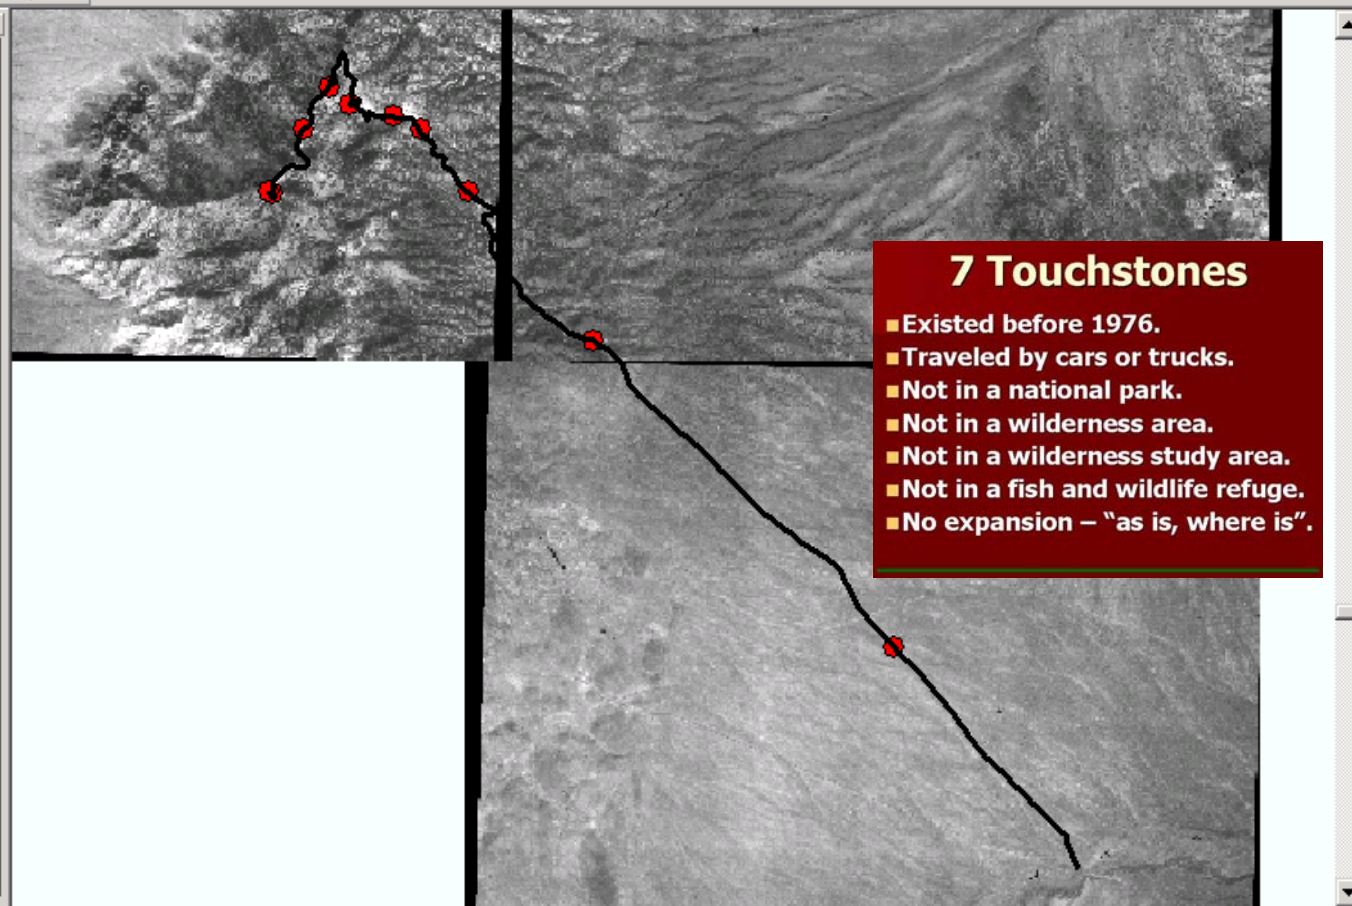 7 Touchstones
Existed before 1976.
Traveled by cars or trucks.
Not in a national park.
Not in a wilderness area.
Not in a wilderness study area.
Not in a fish and wildlife refuge.
No expansion – “as is, where is”.